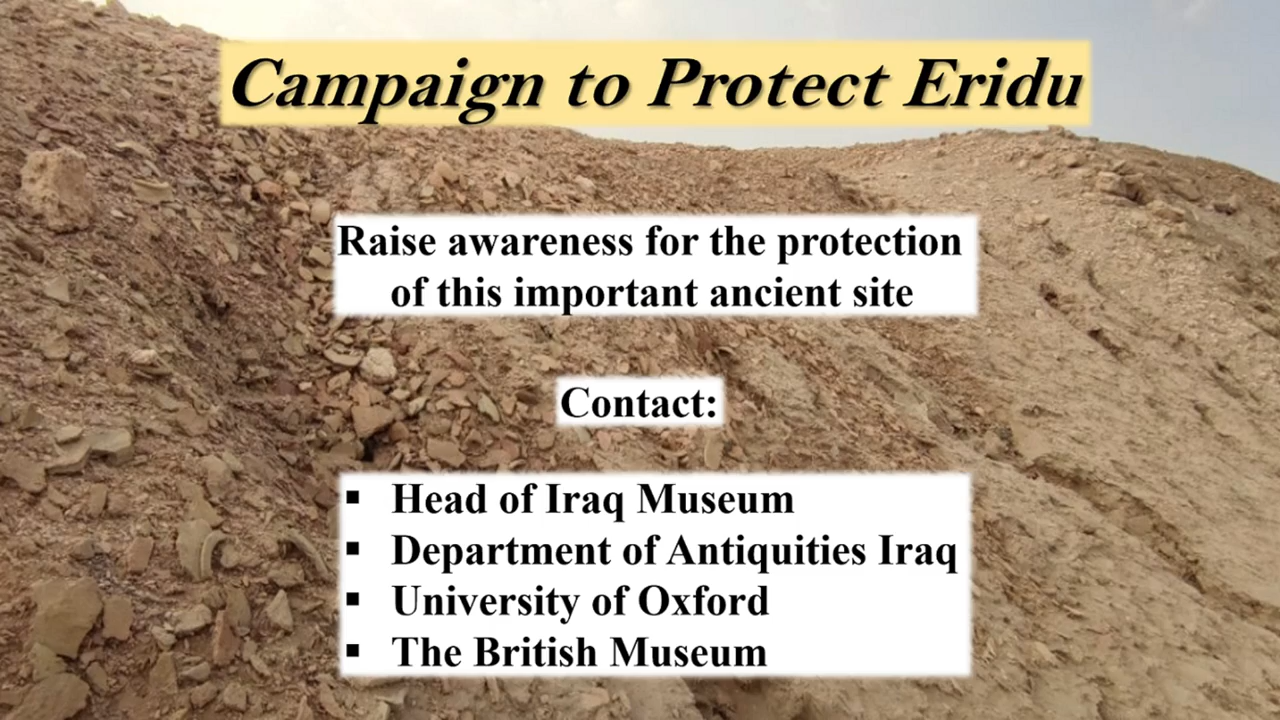 Campaign to Protect Eridu
Raise awareness for the protection
of this important ancient site
Contact:
▪ Head of Iraq Museum
▪ Department of Antiquities Iraq
▪ University of Oxford
▪ The British Museum